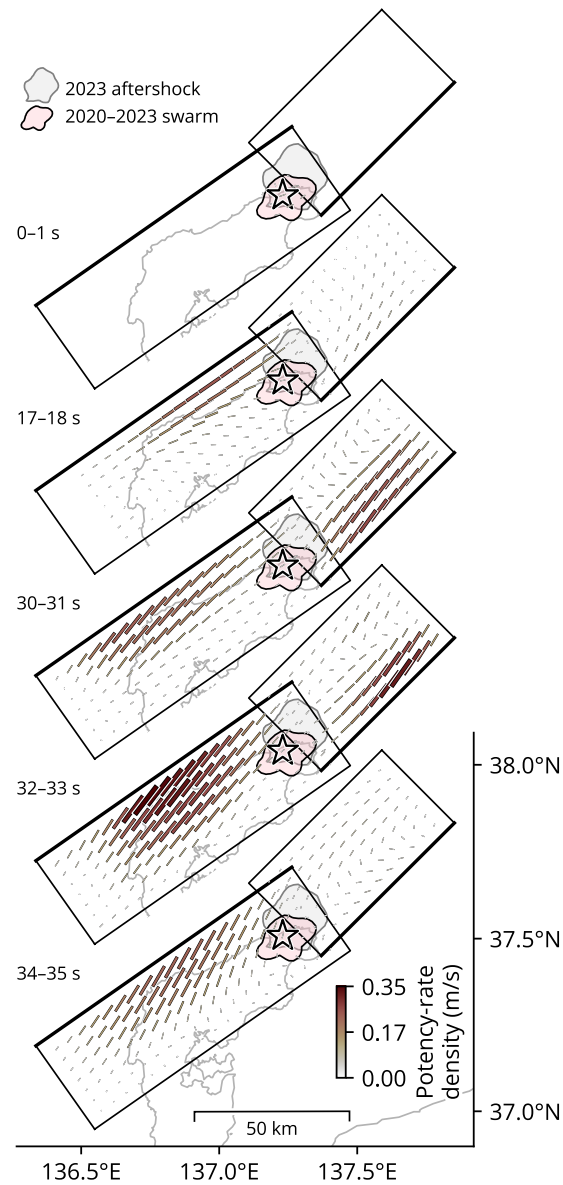 2023 aftershock
2020–2023 swarm
0–1 s
17–18 s
30–31 s
32–33 s
38.0°N
37.5°N
34–35 s
0.35
0.17
0.00
Potency-rate
density (m/s)
37.0°N
50 km
136.5°E
137.0°E
137.5°E